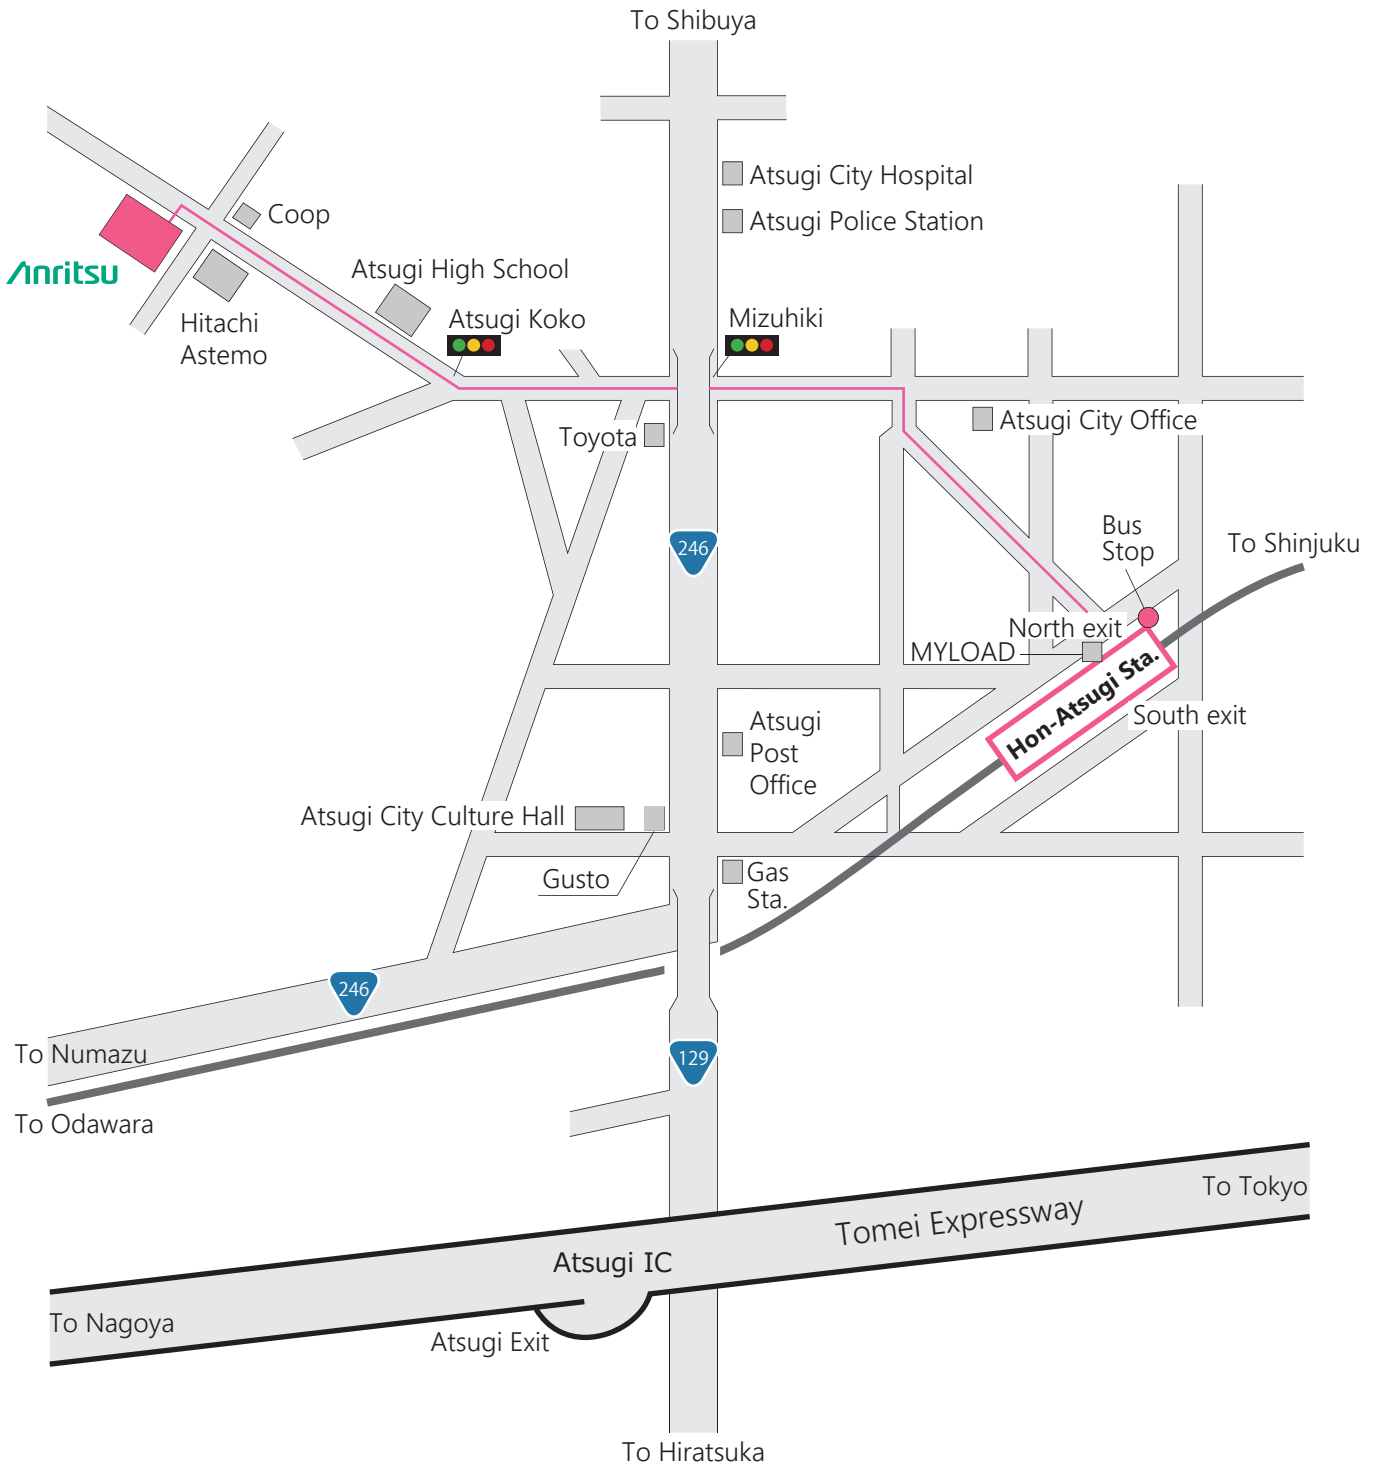 To Shibuya
Atsugi City Hospital
Atsugi Police Station
Coop
Anritsu
Atsugi High School
Hitachi
Astemo
Atsugi Koko
Mizuhiki
Toyota
Atsugi City Office
246
Bus
Stop
To Shinjuku
North exit
MYLOAD
Hon-Atsugi Sta.
South exit
Atsugi
Post
Office
Atsugi City Culture Hall
Gusto
Gas
Sta.
246
To Numazu
129
To Odawara
To Tokyo
Tomei Expressway
Atsugi IC
To Nagoya
Atsugi Exit
To Hiratsuka